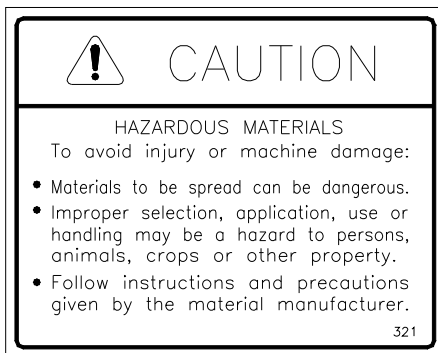 CAUTION
HAZARDOUS MATERIALS
To avoid injury or machine damage:
• Materials to be spread can be dangerous.
• Improper selection, application, use or
handling may be a hazard to persons,
animals, crops or other property.
• Follow instructions and precautions
given by the material manufacturer.
321